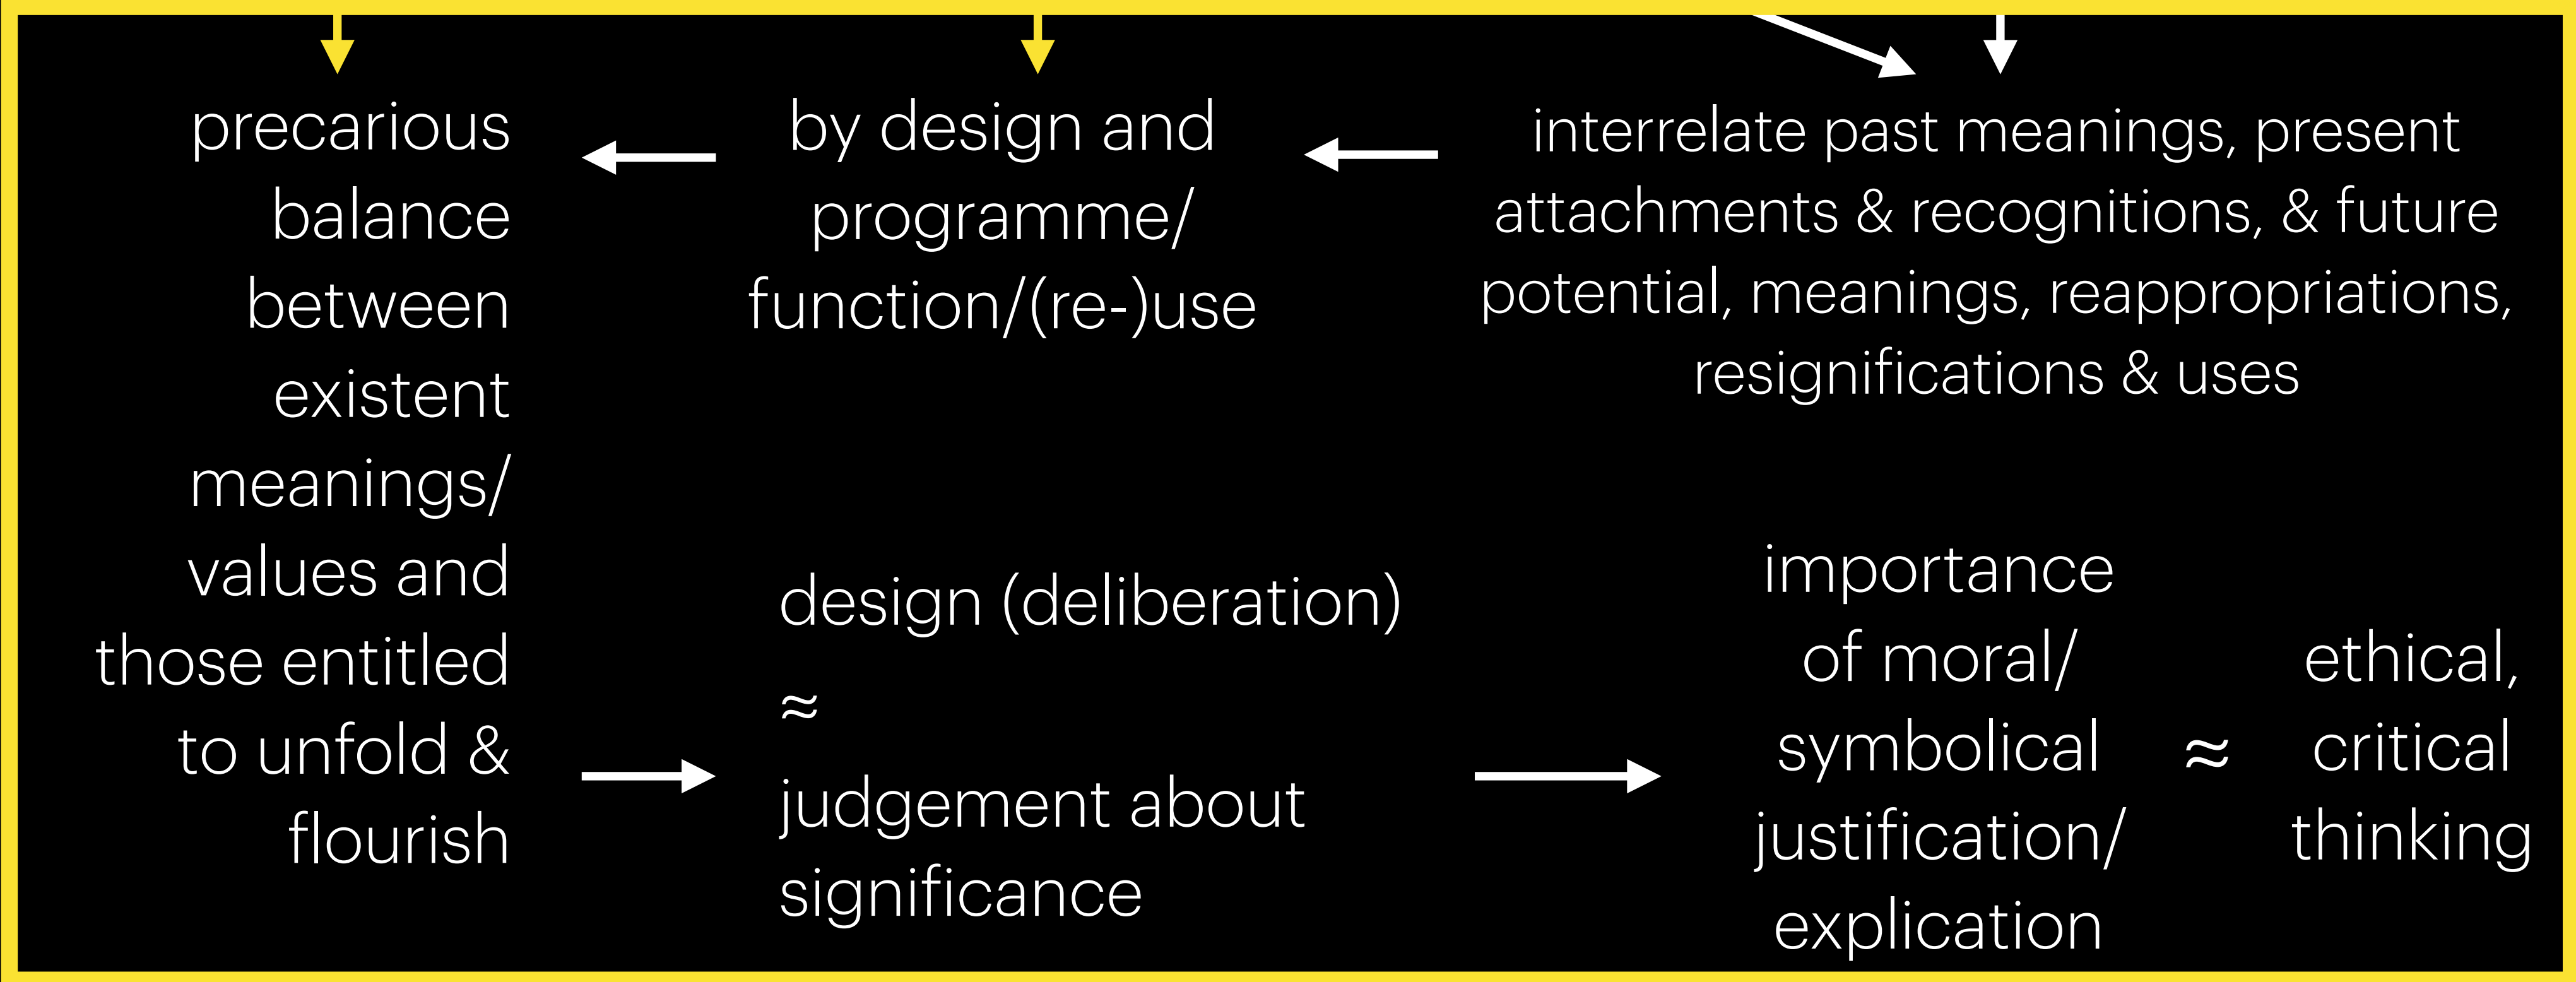 precarious
balance
between
existent
meanings/
values and
those entitled
to unfold &
flourish
by design and
programme/
function/(re-)use
interrelate past meanings, present
attachments & recognitions, & future
potential, meanings, reappropriations,
resignifications & uses
design (deliberation)
≈
judgement about
significance
importance
of moral/
symbolical
justification/
explication
≈
ethical,
critical
thinking